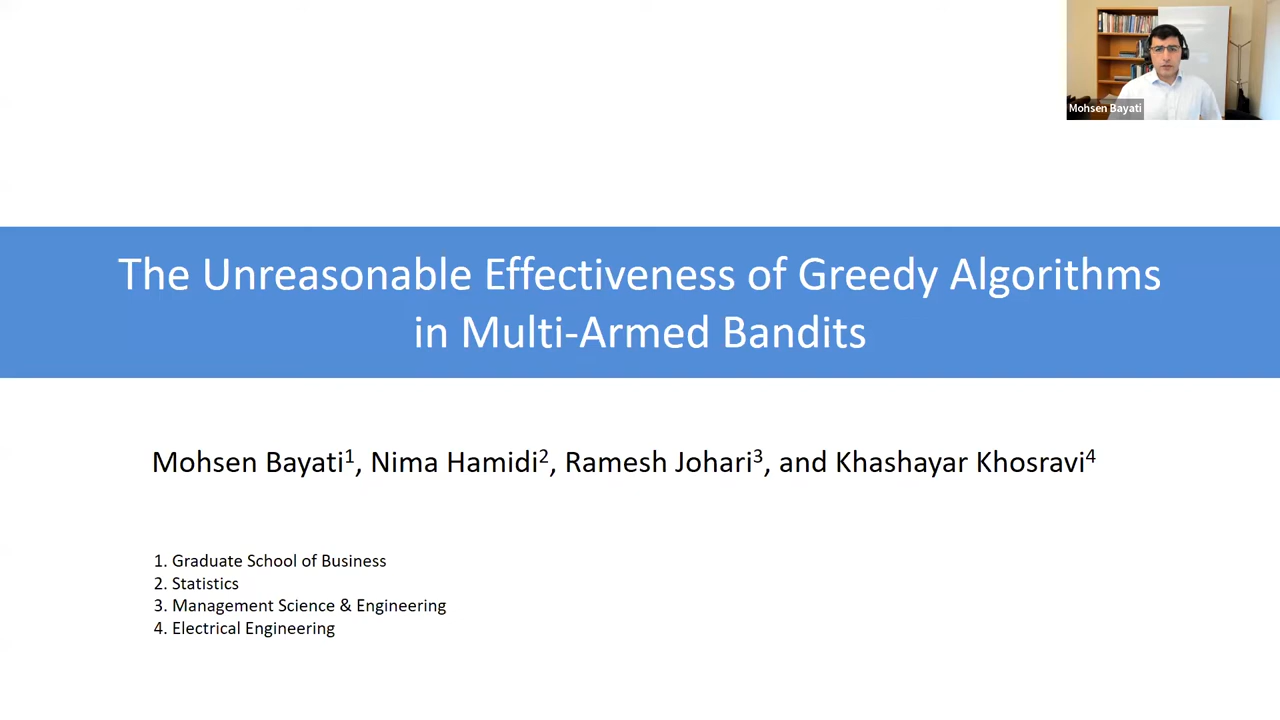 Mohsen Bayati
The Unreasonable Effectiveness of Greedy Algorithms
in Multi-Armed Bandits
Mohsen Bayati¹, Nima Hamidi², Ramesh Johari³, and Khashayar Khosravi⁴
1. Graduate School of Business
2. Statistics
3. Management Science & Engineering
4. Electrical Engineering